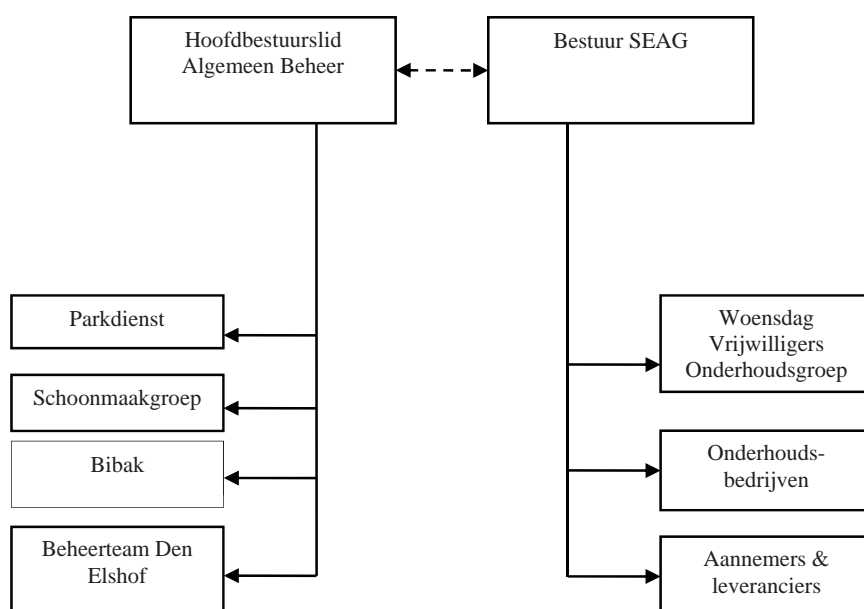 Hoofdbestuurslid
Algemeen Beheer
Bestuur SEAG
Parkdienst
Schoonmaakgroep
Bibak
Beheerteam Den
Elshof
Woensdag
Vrijwilligers
Onderhoudsgroep
Onderhouds-
bedrijven
Aannemers &
leveranciers